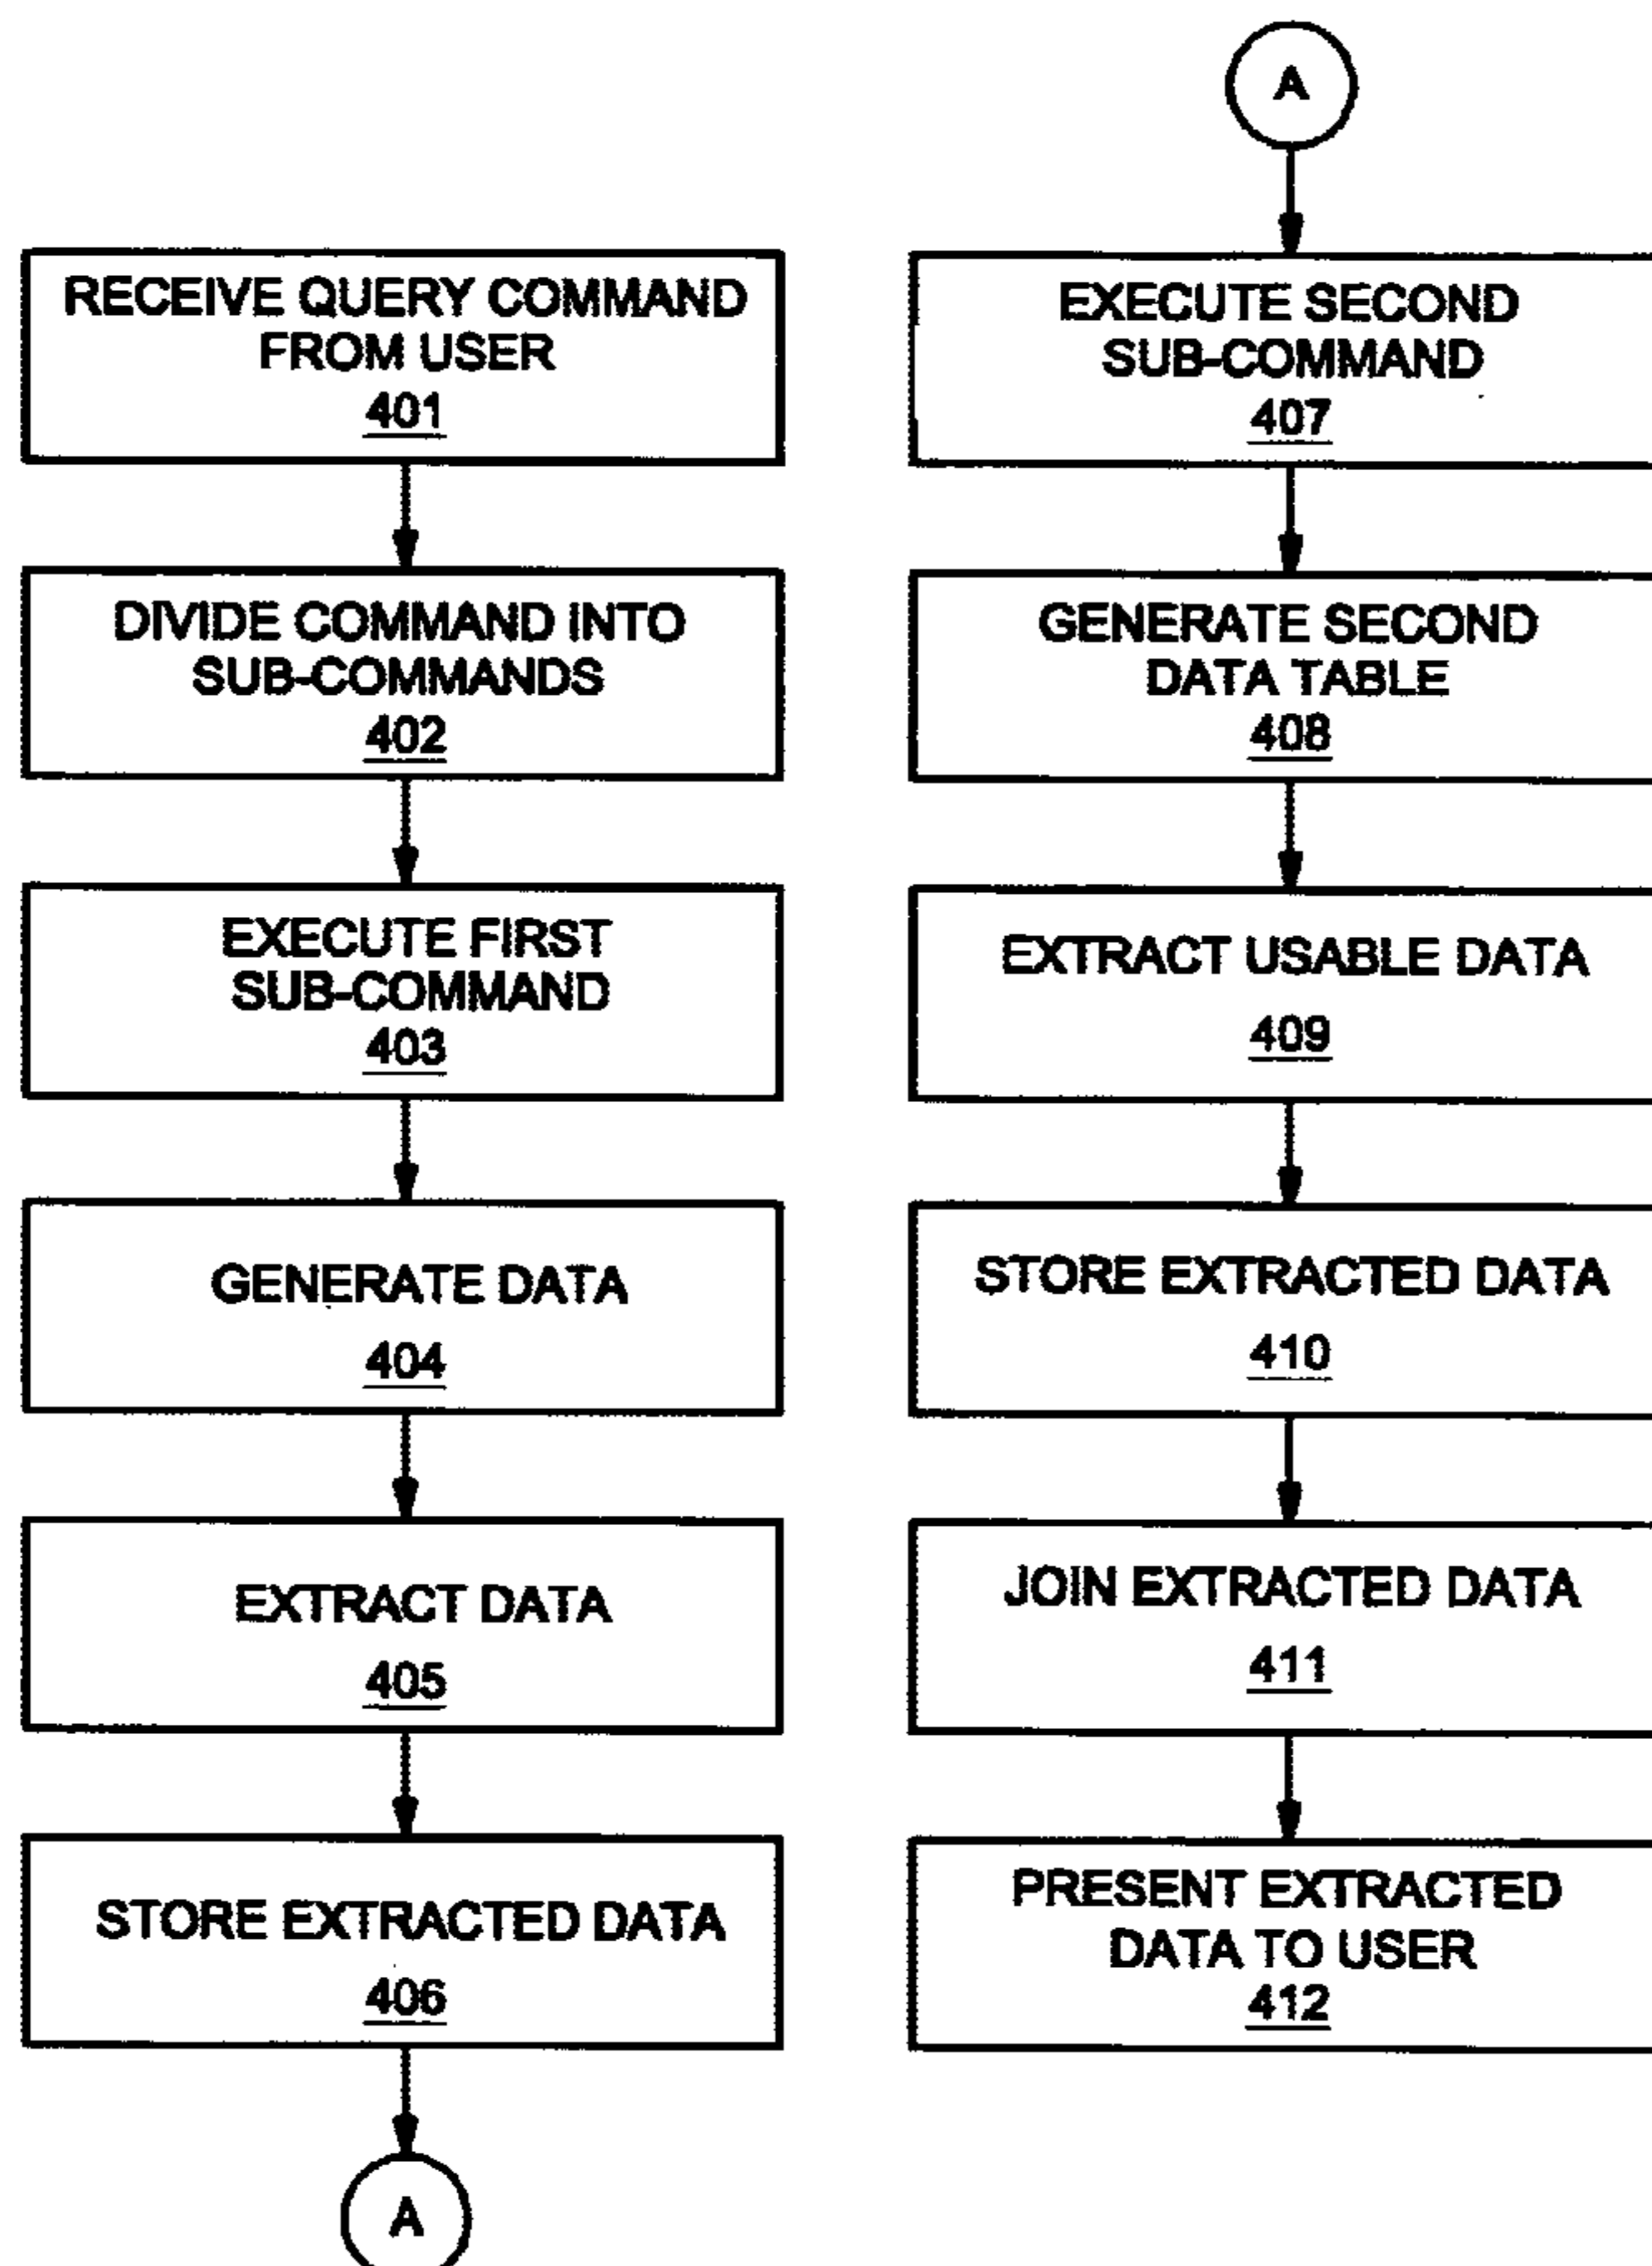 RECEIVE QUERY COMMAND
FROM USER
401
DIVIDE COMMAND INTO
SUB-COMMANDS
402
EXECUTE FIRST
SUB-COMMAND
403
GENERATE DATA
404
EXTRACT DATA
405
STORE EXTRACTED DATA
406
A
A
EXECUTE SECOND
SUB-COMMAND
407
GENERATE SECOND
DATA TABLE
408
EXTRACT USABLE DATA
409
STORE EXTRACTED DATA
410
JOIN EXTRACTED DATA
411
PRESENT EXTRACTED
DATA TO USER
412